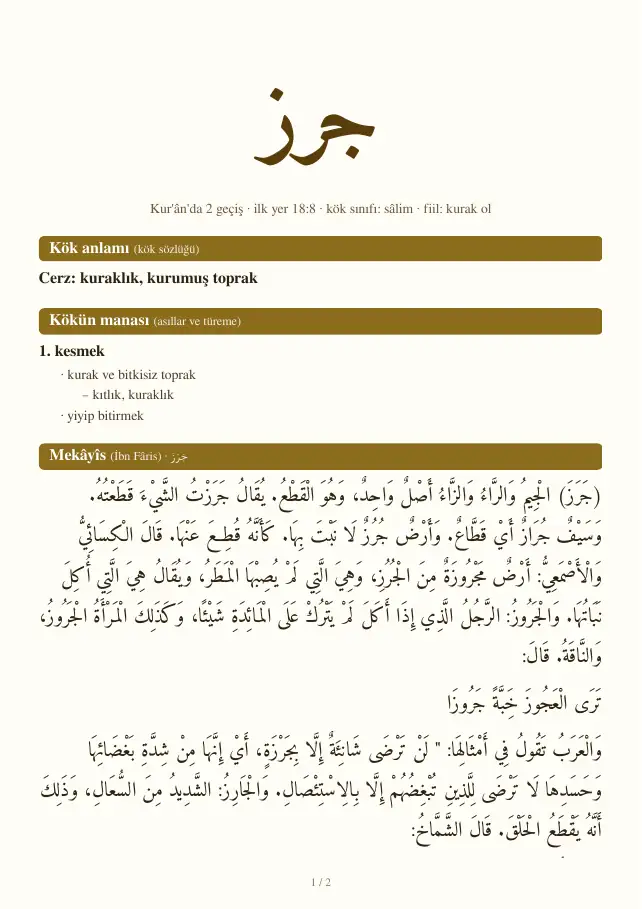 جرز
Kur'ân'da 2 geçiş · ilk yer 18:8 · kök sınıfı: sâlim · fiil: kurak ol
Kök anlamı (kök sözlüğü)
Cerz: kuraklık, kurumuş toprak
Kökün manası (asıllar ve türeme)
1. kesmek
· kurak ve bitkisiz toprak
– kıtlık, kuraklık
· yiyip bitirmek
Mekâyîs (İbn Fâris) · جَرَزَ
(جَرَزَ) الْجِيمُ وَالرَّاءُ وَالزَّاءُ أَصْلٌ وَاحِدٌ، وَهُوَ الْقَطْعُ. يُقَالُ جَرَزْتُ الشَّيْءَ قَطَعْتُهُ.
وَسَيْفٌ جُرَازٌ أَيْ قَطَّاعٌ. وَأَرْضٌ جُرُزٌ لَا نَبْتَ بِهَا. كَأَنَّهُ قُطِعَ عَنْهَا. قَالَ الْكِسَائِيُّ
وَالْأَصْمَعِيُّ: أَرْضٌ مَجْرُوزَةٌ مِنَ الْجُرُزِ، وَهِيَ الَّتِي لَمْ يُصِبْهَا الْمَطَرُ، وَيُقَالُ هِيَ الَّتِي أُكِلَ
نَبَاتُهَا. وَالْجَرُوزُ: الرَّجُلُ الَّذِي إِذَا أَكَلَ لَمْ يَتْرُكْ عَلَى الْمَائِدَةِ شَيْئًا، وَكَذَلِكَ الْمَرْأَةُ الْجَرُوزُ،
وَالنَّاقَةُ. قَالَ:
تَرَى الْعَجُوزَ خَبَّةً جَرُوزَا
وَالْعَرَبُ تَقُولُ فِي أَمْثَالِهَا: " لَنْ تَرْضَى شَانِئَةٌ إِلَّا بِجَرْزَةٍ، أَيْ إِنَّهَا مِنْ شِدَّةِ بَغْضَائِهَا
وَحَسَدِهَا لَا تَرْضَى لِلَّذِينِ تُبْغِضُهُمْ إِلَّا بِالِاسْتِئْصَالِ. وَالْجَارِزُ: الشَّدِيدُ مِنَ السُّعَالِ، وَذَلِكَ
أَنَّهُ يَقْطَعُ الْحَلْقَ. قَالَ الشَّمَّاخُ:
1 / 2